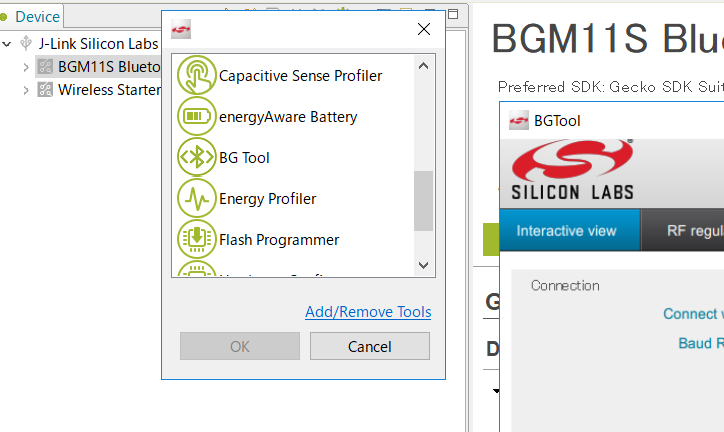 Device
J-Link Silicon Labs
BGM11S Blueto
Wireless Starter
Capacitive Sense Profiler
energyAware Battery
BG Tool
Energy Profiler
Flash Programmer
Add/Remove Tools
OK
Cancel
BGM11S Blu
Preferred SDK: Gecko SDK Suit
BGTool
SILICON LABS
Interactive view
RF regul
Connection
Connect
Baud R
G
D